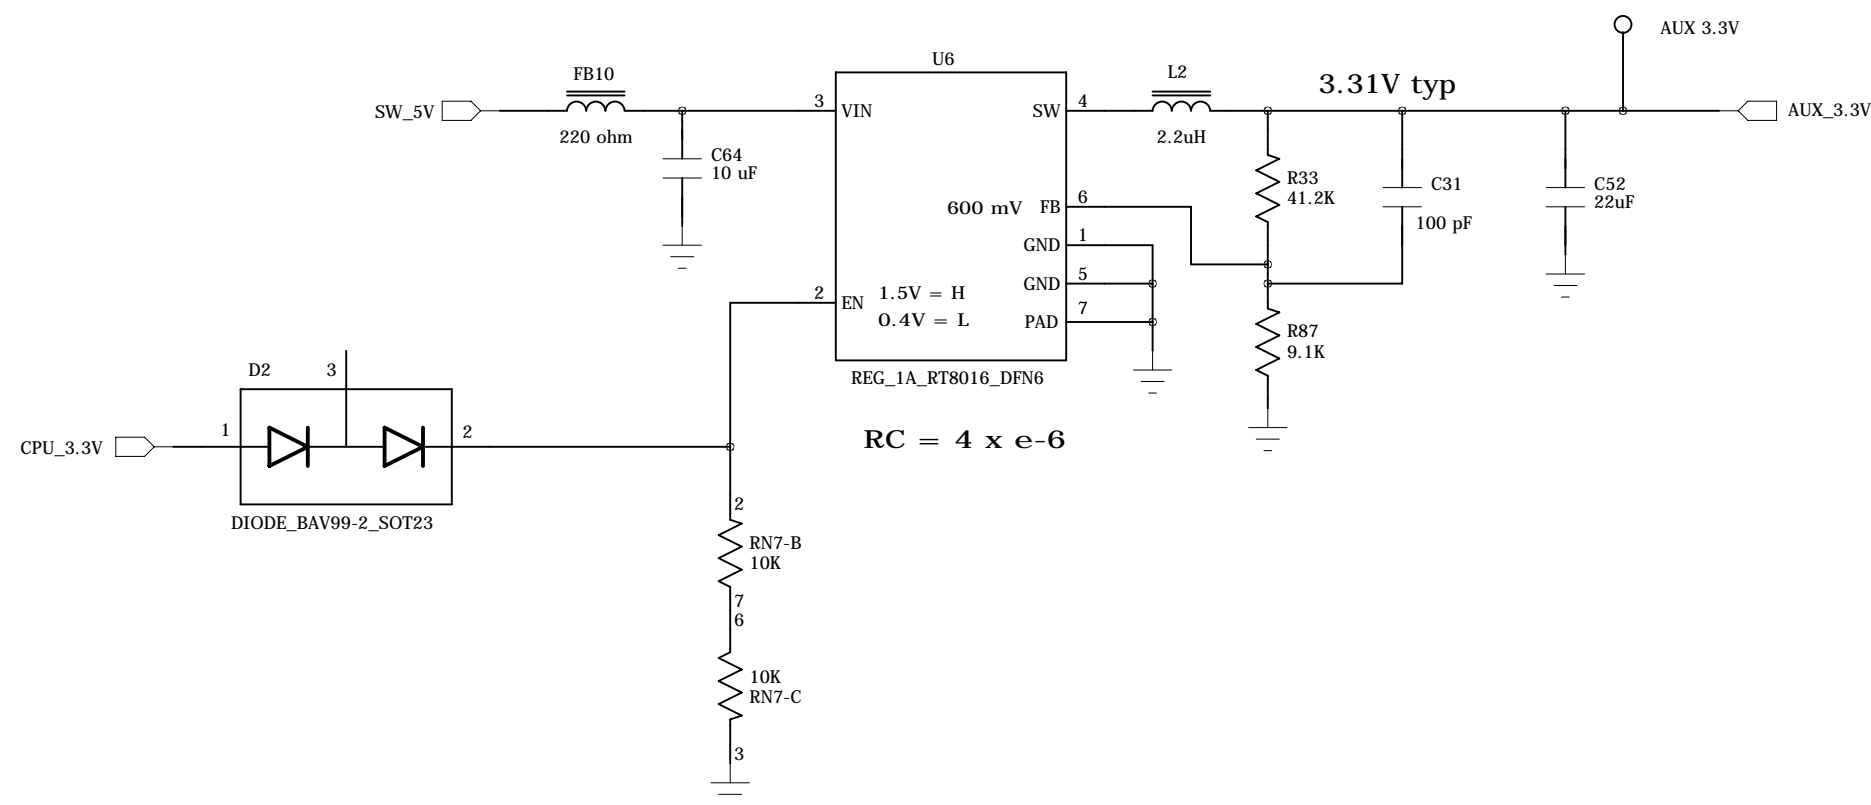 AUX 3.3V
U6
FB10
L2
3.31V typ
SW_5V
3
VIN
SW
4
AUX_3.3V
220 ohm
2.2uH
C64
10 uF
R33
41.2K
C31
100 pF
C52
22uF
600 mV
FB
6
GND
1
GND
5
2
EN
1.5V = H
0.4V = L
PAD
7
R87
9.1K
REG_1A_RT8016_DFN6
D2
3
CPU_3.3V
1
2
RC = 4 x e-6
DIODE_BAV99-2_SOT23
2
RN7-B
10K
7
6
10K
RN7-C
3